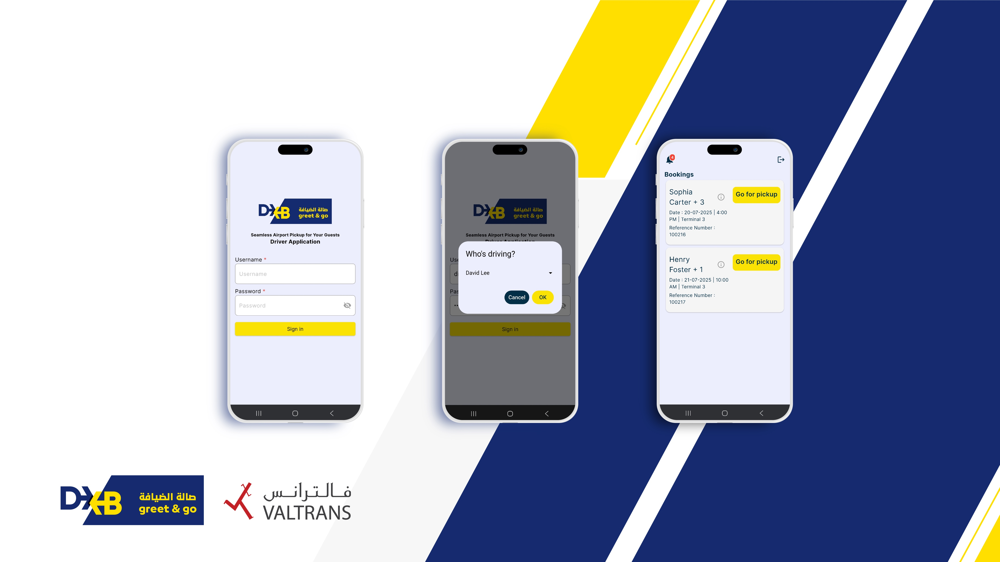 DXB
صالة الضيافة
greet & go
Seamless Airport Pickup for Your Guests
Driver Application
Username *
Username
Password *
Password
Sign in
DXB
صالة الضيافة
greet & go
Seamless Airport Pickup for Your Guests
Who's driving?
David Lee
Cancel
OK
Sign in
4
Bookings
Sophia
Carter + 3
Go for pickup
Date : 20-07-2025 | 4:00
PM | Terminal 3
Reference Number :
100216
Henry
Foster + 1
Go for pickup
Date : 21-07-2025 | 10:00
AM | Terminal 3
Reference Number :
100217
DXB
صالة الضيافة
greet & go
فالترانس
VALTRANS